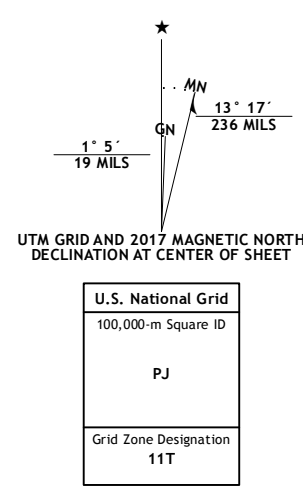 ★
MN
GN
13° 17´
236 MILS
1° 5´
19 MILS
UTM GRID AND 2017 MAGNETIC NORTH
DECLINATION AT CENTER OF SHEET
U.S. National Grid
100,000-m Square ID
PJ
Grid Zone Designation
11T